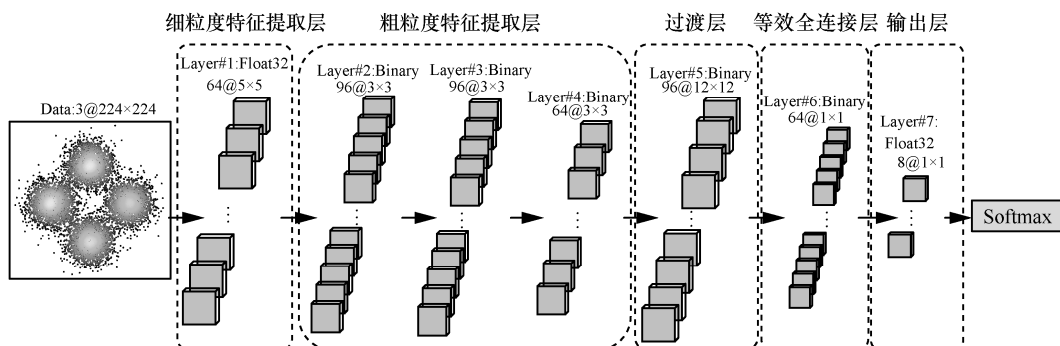 细粒度特征提取层
粗粒度特征提取层
过渡层
等效全连接层
输出层
Data:3@224×224
Layer#1:Float32
64@5×5
Layer#2:Binary
96@3×3
Layer#3:Binary
96@3×3
Layer#4:Binary
64@3×3
Layer#5:Binary
96@12×12
Layer#6:Binary
64@1×1
Layer#7:
Float32
8@1×1
Softmax